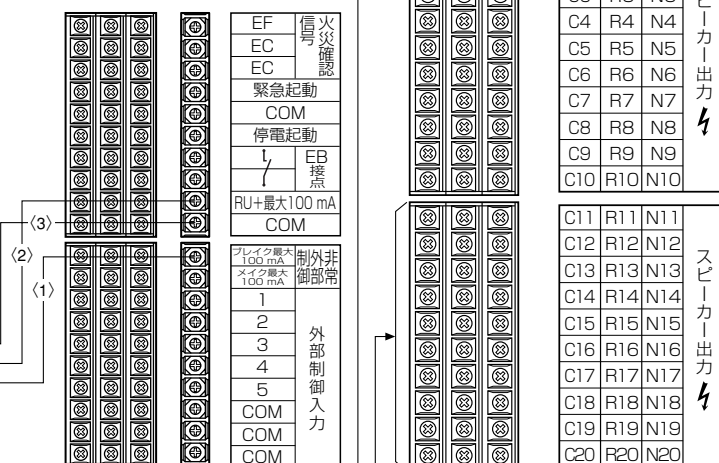 EF
EC
EC
火災確認信号
緊急起動
COM
停電起動
EB接点
RU+最大100 mA
COM
〈3〉
〈2〉
〈1〉
ブレイク最大
100 mA
メイク最大
100 mA
非常外部制御
1
2
3
4
5
COM
COM
COM
外部制御入力
C4 R4 N4
C5 R5 N5
C6 R6 N6
C7 R7 N7
C8 R8 N8
C9 R9 N9
C10 R10 N10
ピーカー出力
C11 R11 N11
C12 R12 N12
C13 R13 N13
C14 R14 N14
C15 R15 N15
C16 R16 N16
C17 R17 N17
C18 R18 N18
C19 R19 N19
C20 R20 N20
スピーカー出力